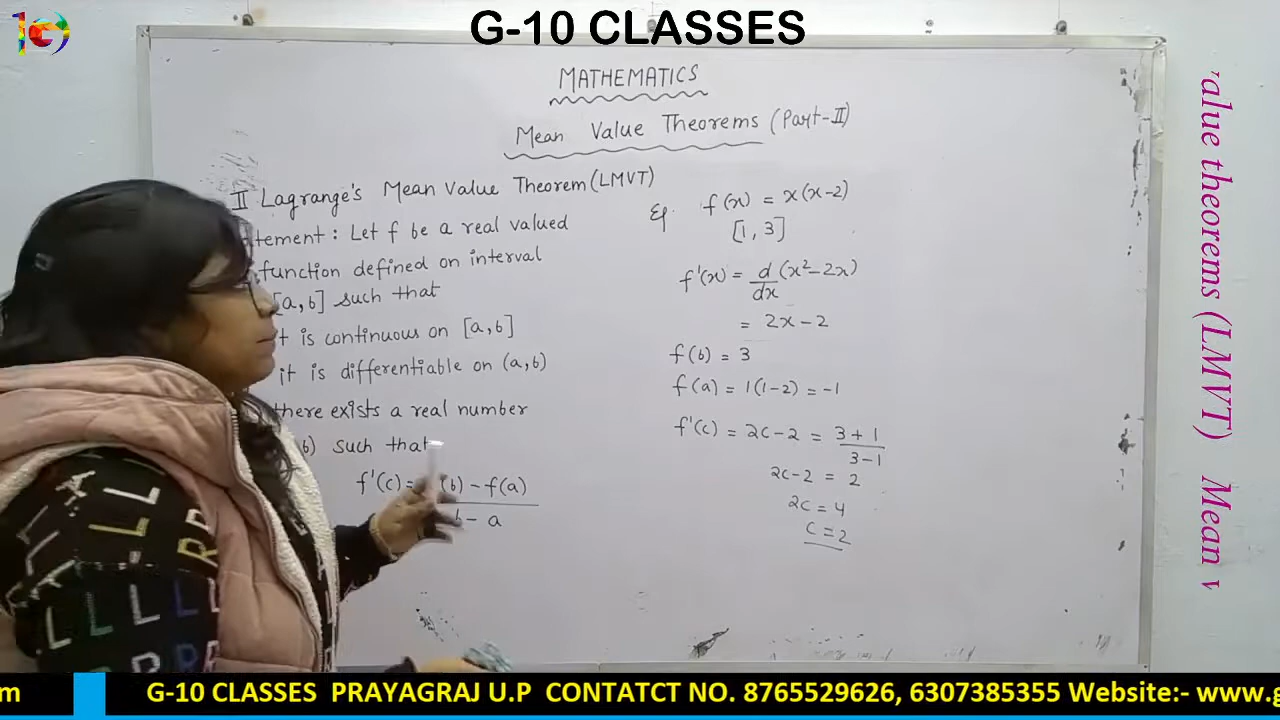 G-10 CLASSES
MATHEMATICS
Mean Value Theorems (Part-II)
II Lagrange's Mean Value Theorem (LMVT)
tement : Let f be a real valued
function defined on interval
[a,b] such that
t is continuous on [a,b]
it is differentiable on (a,b)
there exists a real number
b) such that
f'(c) = (b) - f(a)
- a
f(x) = x(x-2)
[1, 3]
f'(x) = d/dx (x²-2x)
= 2x-2
f(b) = 3
f(a) = 1(1-2) = -1
f'(c) = 2c-2 = 3+1
3-1
2c-2 = 2
2c = 4
c = 2
'alue theorems (LMVT) Mean v
m G-10 CLASSES PRAYAGRAJ U.P CONTATCT NO. 8765529626, 6307385355 Website:- www.g